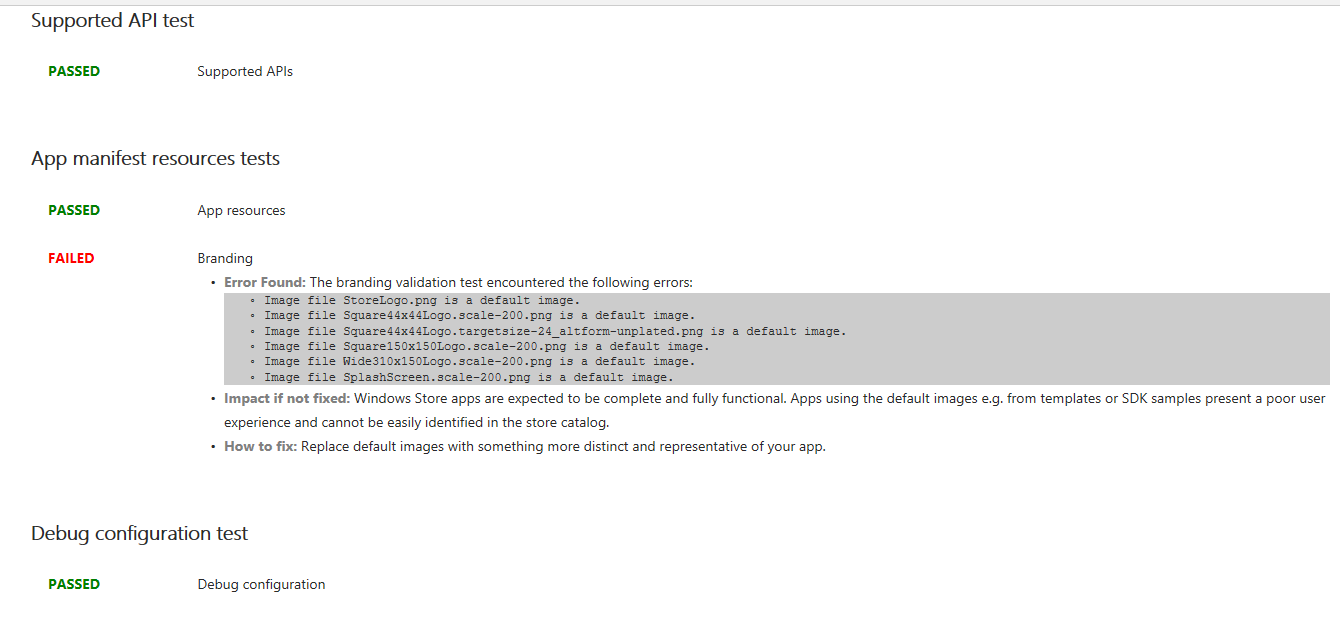 Supported API test
PASSED Supported APIs
App manifest resources tests
PASSED App resources
FAILED Branding
• Error Found: The branding validation test encountered the following errors:
◦ Image file StoreLogo.png is a default image.
◦ Image file Square44x44Logo.scale-200.png is a default image.
◦ Image file Square44x44Logo.targetsize-24_altform-unplated.png is a default image.
◦ Image file Square150x150Logo.scale-200.png is a default image.
◦ Image file Wide310x150Logo.scale-200.png is a default image.
◦ Image file SplashScreen.scale-200.png is a default image.
• Impact if not fixed: Windows Store apps are expected to be complete and fully functional. Apps using the default images e.g. from templates or SDK samples present a poor user
experience and cannot be easily identified in the store catalog.
• How to fix: Replace default images with something more distinct and representative of your app.
Debug configuration test
PASSED Debug configuration